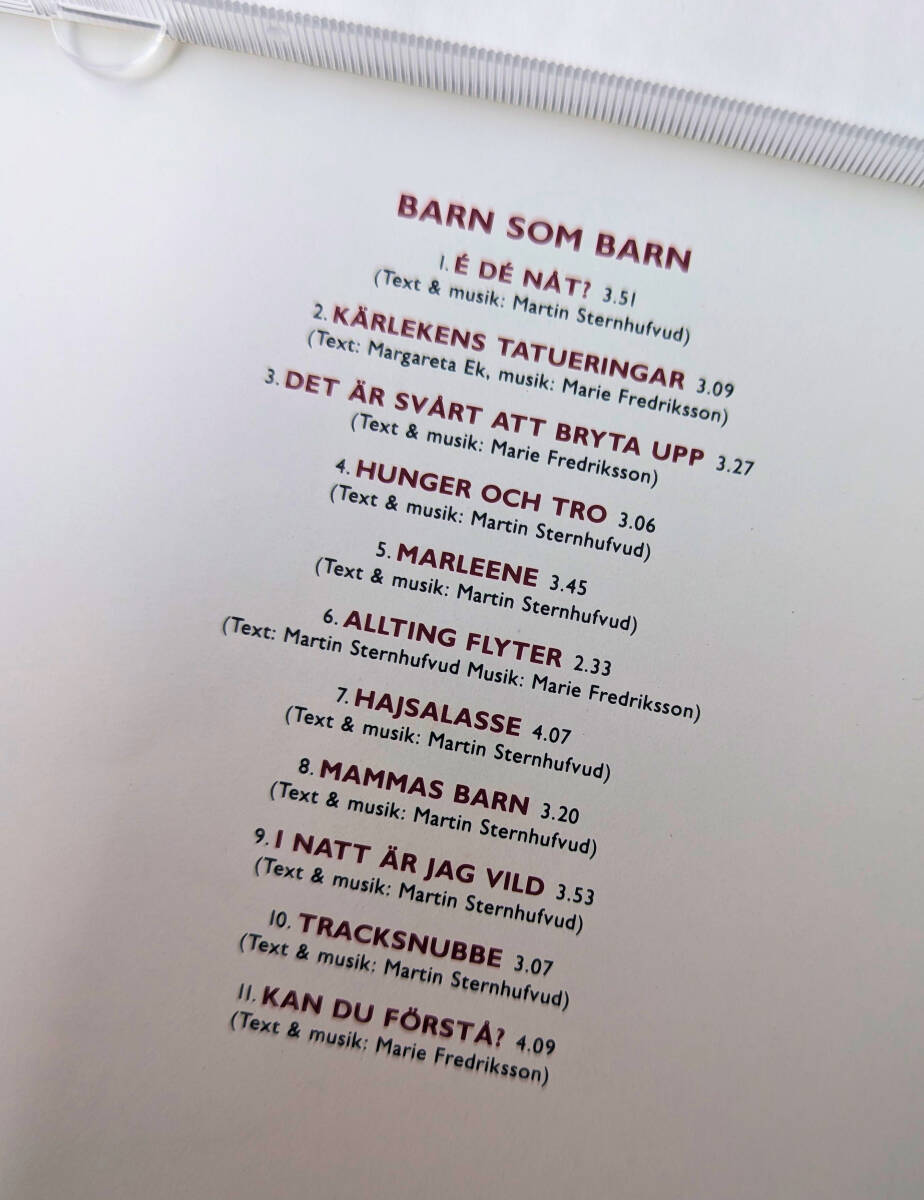 BARN SOM BARN
1. É DÉ NÅT? 3.51
(Text & musik: Martin Sternhufvud)
2. KÄRLEKENS TATUERINGAR 3.09
(Text: Margareta Ek, musik: Marie Fredriksson)
3. DET ÄR SVÅRT ATT BRYTA UPP 3.27
(Text & musik: Marie Fredriksson)
4. HUNGER OCH TRO 3.06
(Text & musik: Martin Sternhufvud)
5. MARLEENE 3.45
(Text & musik: Martin Sternhufvud)
6. ALLTING FLYTER 2.33
(Text: Martin Sternhufvud Musik: Marie Fredriksson)
7. HAJSALASSE 4.07
(Text & musik: Martin Sternhufvud)
8. MAMMAS BARN 3.20
(Text & musik: Martin Sternhufvud)
9. I NATT ÄR JAG VILD 3.53
(Text & musik: Martin Sternhufvud)
10. TRACKSNUBBE 3.07
(Text & musik: Martin Sternhufvud)
11. KAN DU FÖRSTÅ? 4.09
(Text & musik: Marie Fredriksson)